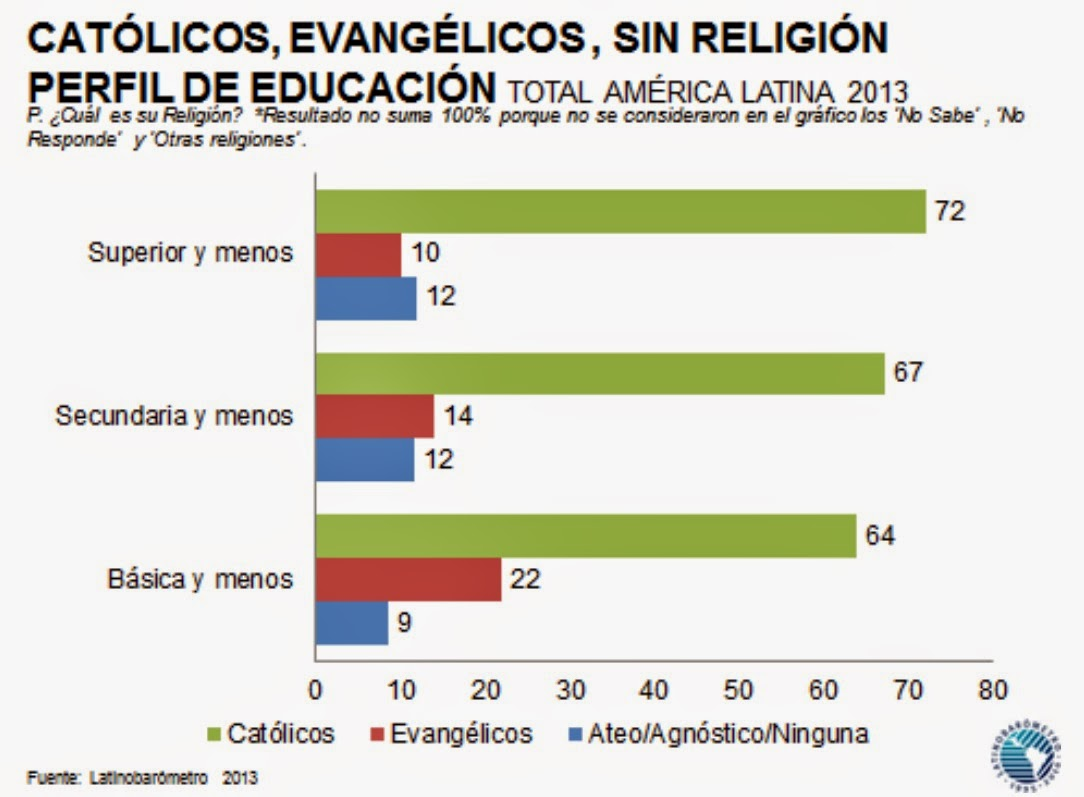 CATÓLICOS, EVANGÉLICOS, SIN RELIGIÓN
PERFIL DE EDUCACIÓN TOTAL AMÉRICA LATINA 2013
P. ¿Cuál es su Religión? *Resultado no suma 100% porque no se consideraron en el gráfico los 'No Sabe', 'No
Responde' y 'Otras religiones'.
72
Superior y menos 10
12
67
Secundaria y menos 14
12
64
Básica y menos 22
9
0 10 20 30 40 50 60 70 80
Católicos Evangélicos Ateo/Agnóstico/Ninguna
LATINOBARÓMETRO
Fuente: Latinobarómetro 2013